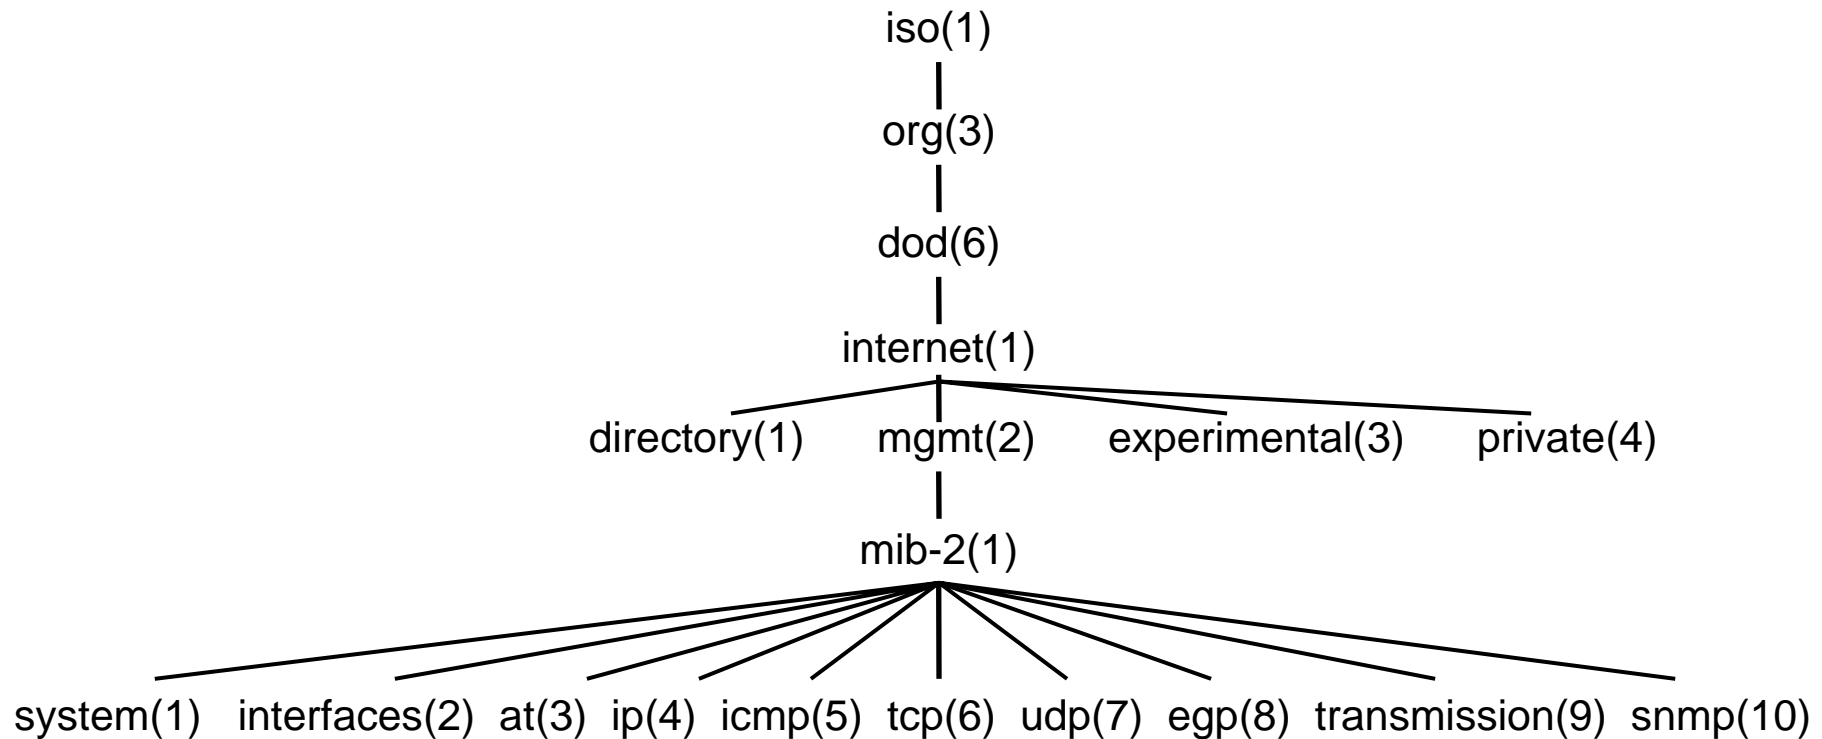 iso(1)
org(3)
dod(6)
internet(1)
directory(1) mgmt(2) experimental(3) private(4)
mib-2(1)
system(1) interfaces(2) at(3) ip(4) icmp(5) tcp(6) udp(7) egp(8) transmission(9) snmp(10)